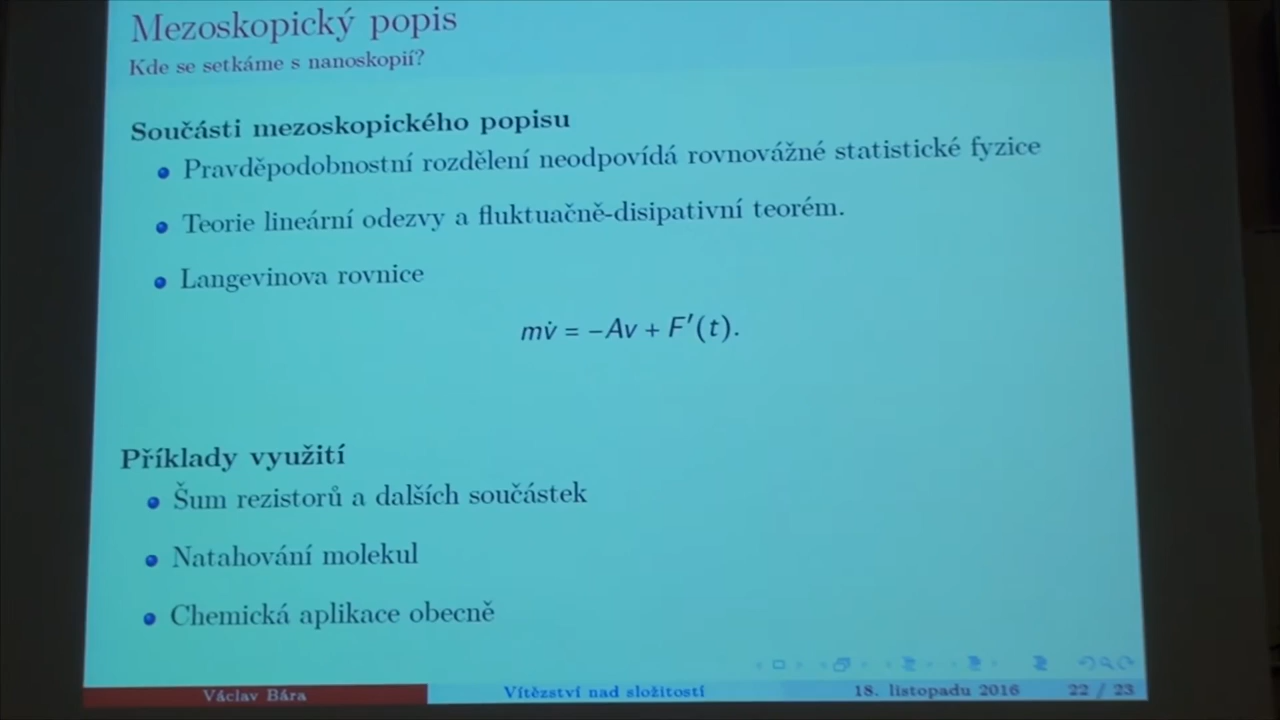 Mezoskopický popis
Kde se setkáme s nanoskopií?
Součásti mezoskopického popisu
Pravděpodobnostní rozdělení neodpovídá rovnovážné statistické fyzice
Teorie lineární odezvy a fluktuačně-disipativní teorém.
Langevinova rovnice
mv̇ = −Av + F′(t).
Příklady využití
Šum rezistorů a dalších součástek
Natahování molekul
Chemická aplikace obecně
Václav Bára Vítězství nad složitostí 18. listopadu 2016 22 / 23